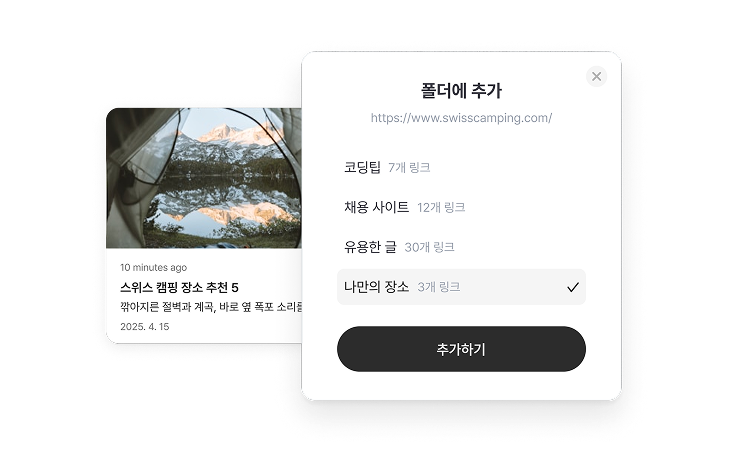 10 minutes ago
스위스 캠핑 장소 추천 5
깎아지른 절벽과 계곡, 바로 옆 폭포 소리를
2025. 4. 15
폴더에 추가
https://www.swisscamping.com/
코딩팁 7개 링크
채용 사이트 12개 링크
유용한 글 30개 링크
나만의 장소 3개 링크
추가하기